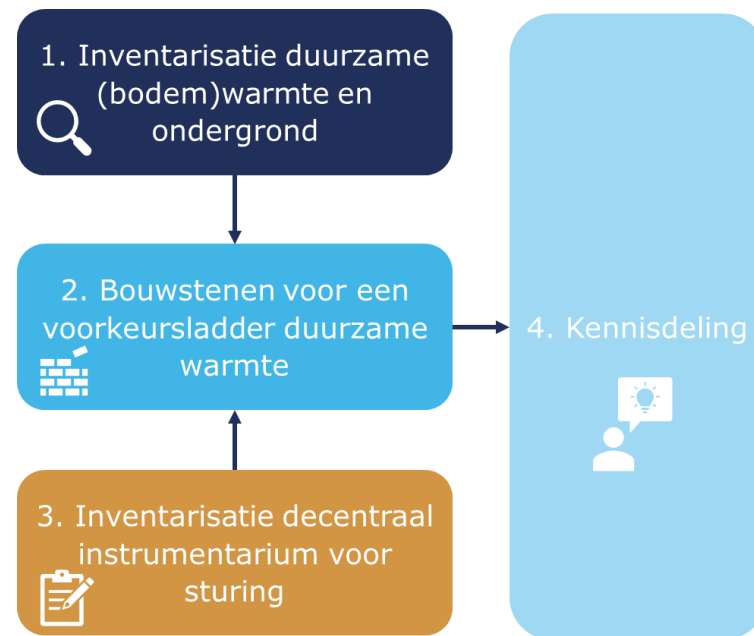 1. Inventarisatie duurzame
(bodem)warmte en
ondergrond
2. Bouwstenen voor een
voorkeursladder duurzame
warmte
3. Inventarisatie decentraal
instrumentarium voor
sturing
4. Kennisdeling